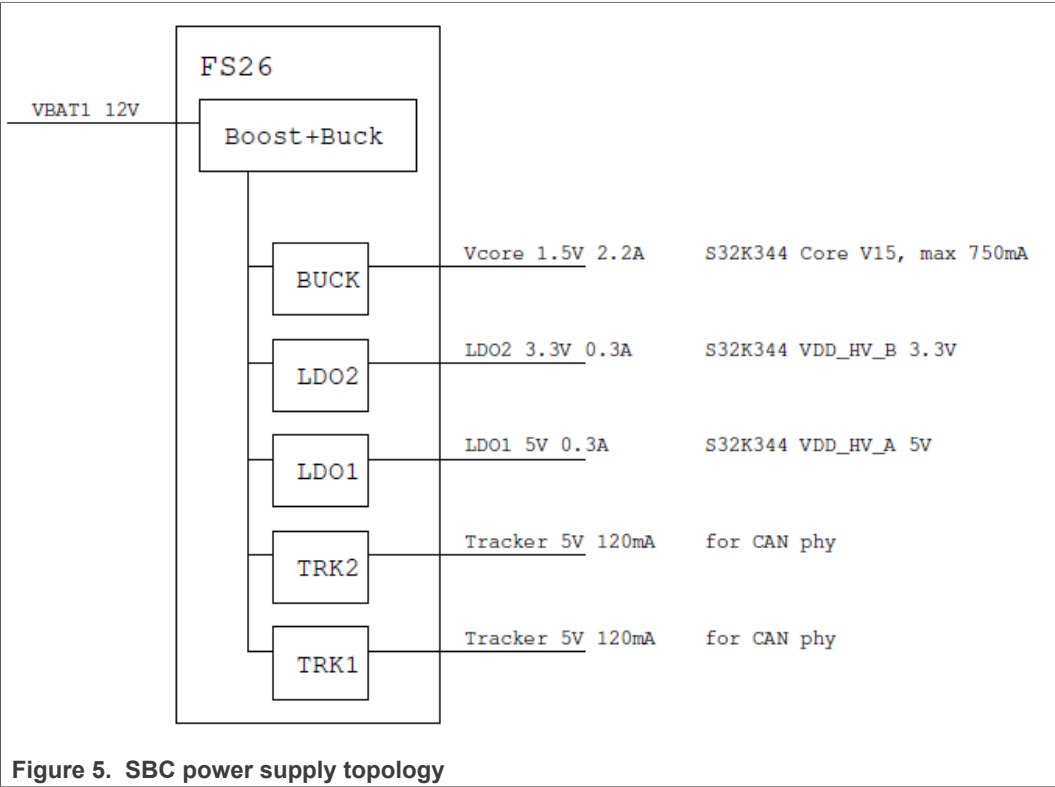 FS26
VBAT1 12V
Boost+Buck
Vcore 1.5V 2.2A S32K344 Core V15, max 750mA
BUCK
LDO2 3.3V 0.3A S32K344 VDD_HV_B 3.3V
LDO2
LDO1 5V 0.3A S32K344 VDD_HV_A 5V
LDO1
Tracker 5V 120mA for CAN phy
TRK2
Tracker 5V 120mA for CAN phy
TRK1
Figure 5. SBC power supply topology